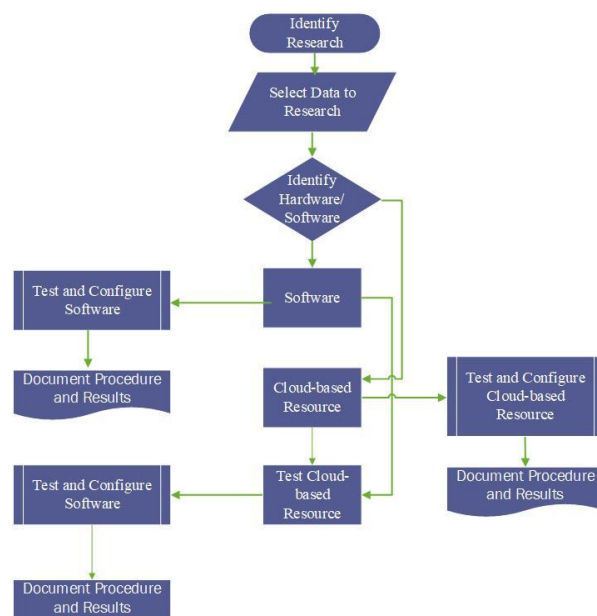 Identify
Research
Select Data to
Research
Identify
Hardware/
Software
Test and Configure
Software
Software
Document Procedure
and Results
Cloud-based
Resource
Test and Configure
Cloud-based
Resource
Test and Configure
Software
Test Cloud-
based
Resource
Document Procedure
and Results
Document Procedure
and Results